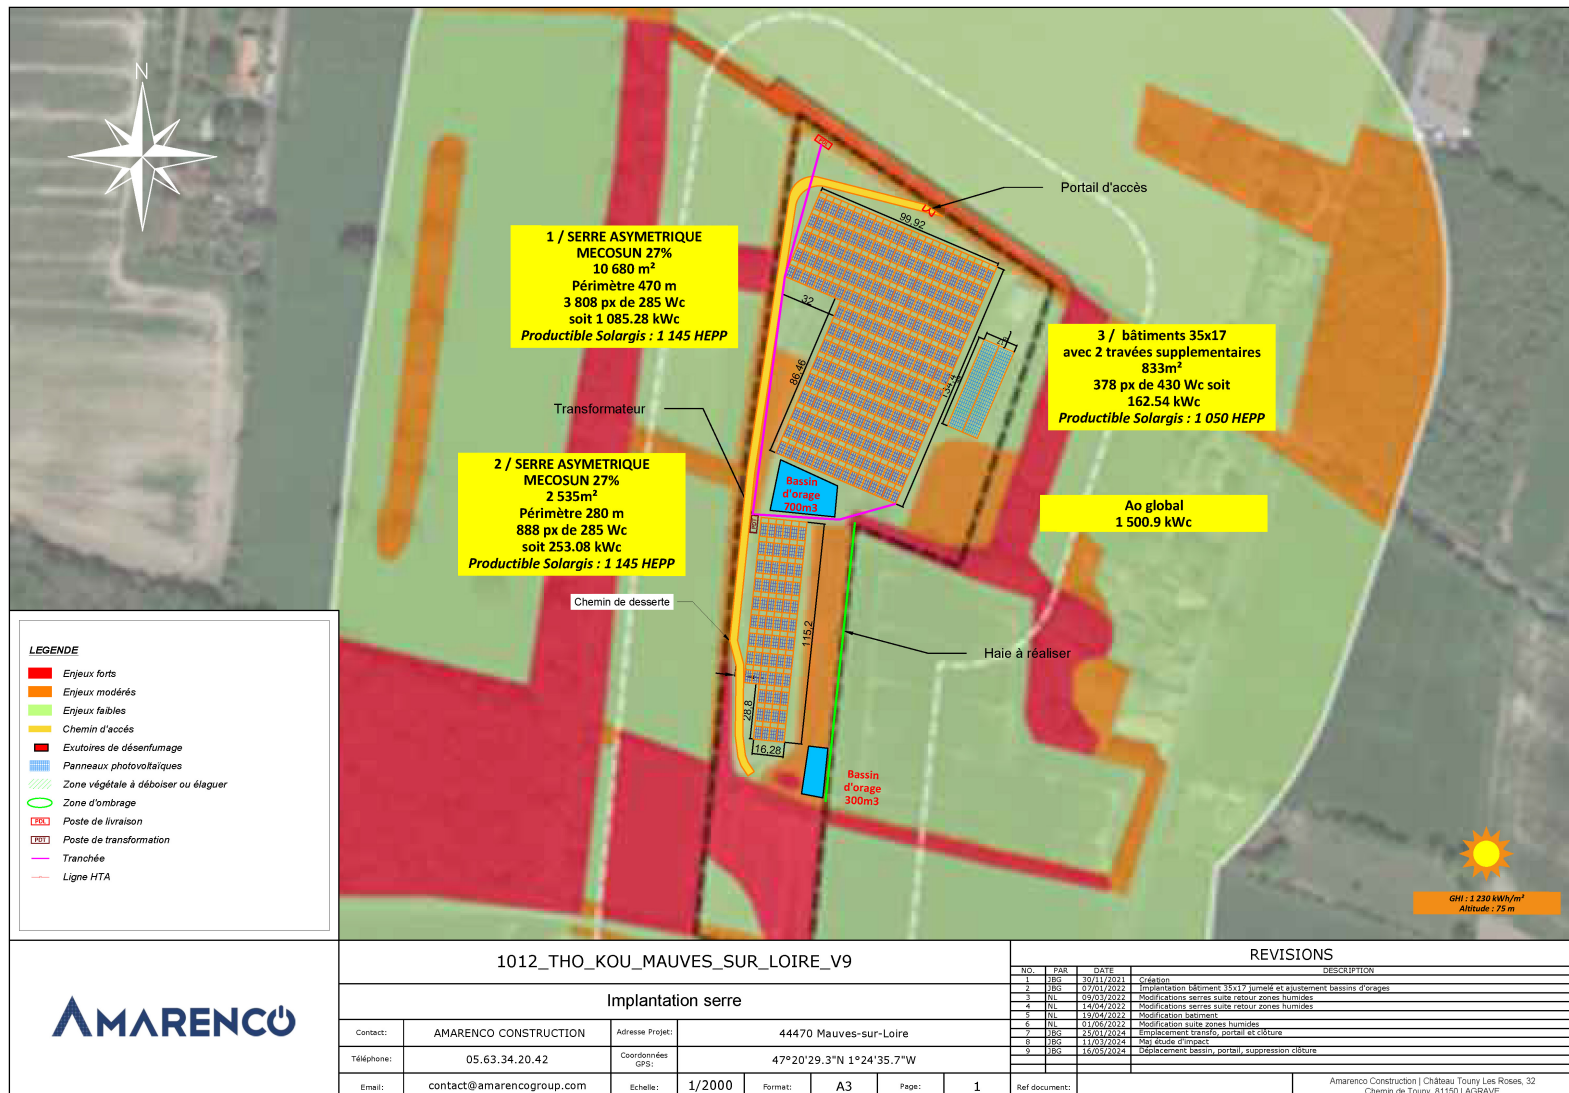 N
Portail d'accès
99,92
1 / SERRE ASYMETRIQUE
MECOSUN 27%
10 680 m²
Périmètre 470 m
3 808 px de 285 Wc
soit 1 085.28 kWc
Productible Solargis : 1 145 HEPP
32
86,46
3 / bâtiments 35x17
avec 2 travées supplementaires
833m²
378 px de 430 Wc soit
162.54 kWc
Productible Solargis : 1 050 HEPP
Transformateur
2 / SERRE ASYMETRIQUE
MECOSUN 27%
2 535m²
Périmètre 280 m
888 px de 285 Wc
soit 253.08 kWc
Productible Solargis : 1 145 HEPP
Bassin
d'orage
700m3
Ao global
1 500.9 kWc
PDT
Chemin de desserte
115,2
Haie à réaliser
28,8
16,28
Bassin
d'orage
300m3
LEGENDE
Enjeux forts
Enjeux modérés
Enjeux faibles
Chemin d'accés
Exutoires de désenfumage
Panneaux photovoltaïques
Zone végétale à déboiser ou élaguer
Zone d'ombrage
PDL Poste de livraison
PDT Poste de transformation
Tranchée
Ligne HTA
GHI : 1 230 kWh/m²
Altitude : 75 m
AMARENCO
1012_THO_KOU_MAUVES_SUR_LOIRE_V9
Implantation serre
Contact: AMARENCO CONSTRUCTION Adresse Projet: 44470 Mauves-sur-Loire
Téléphone: 05.63.34.20.42 Coordonnées GPS: 47°20'29.3"N 1°24'35.7"W
Email: contact@amarencogroup.com Echelle: 1/2000 Format: A3 Page: 1
REVISIONS
NO. PAR DATE DESCRIPTION
1 JBG 30/11/2021 Création
2 JBG 07/01/2022 Implantation bâtiment 35x17 jumelé et ajustement bassins d'orages
3 NL 09/03/2022 Modifications serres suite retour zones humides
4 NL 14/04/2022 Modifications serres suite retour zones humides
5 NL 19/04/2022 Modification batiment
6 NL 01/06/2022 Modification suite zones humides
7 JBG 25/01/2024 Emplacement transfo, portail et clôture
8 JBG 11/03/2024 Maj étude d'impact
9 JBG 16/05/2024 Déplacement bassin, portail, suppression clôture
Ref document:
Amarenco Construction | Château Touny Les Roses, 32
Chemin de Touny, 81150 LAGRAVE